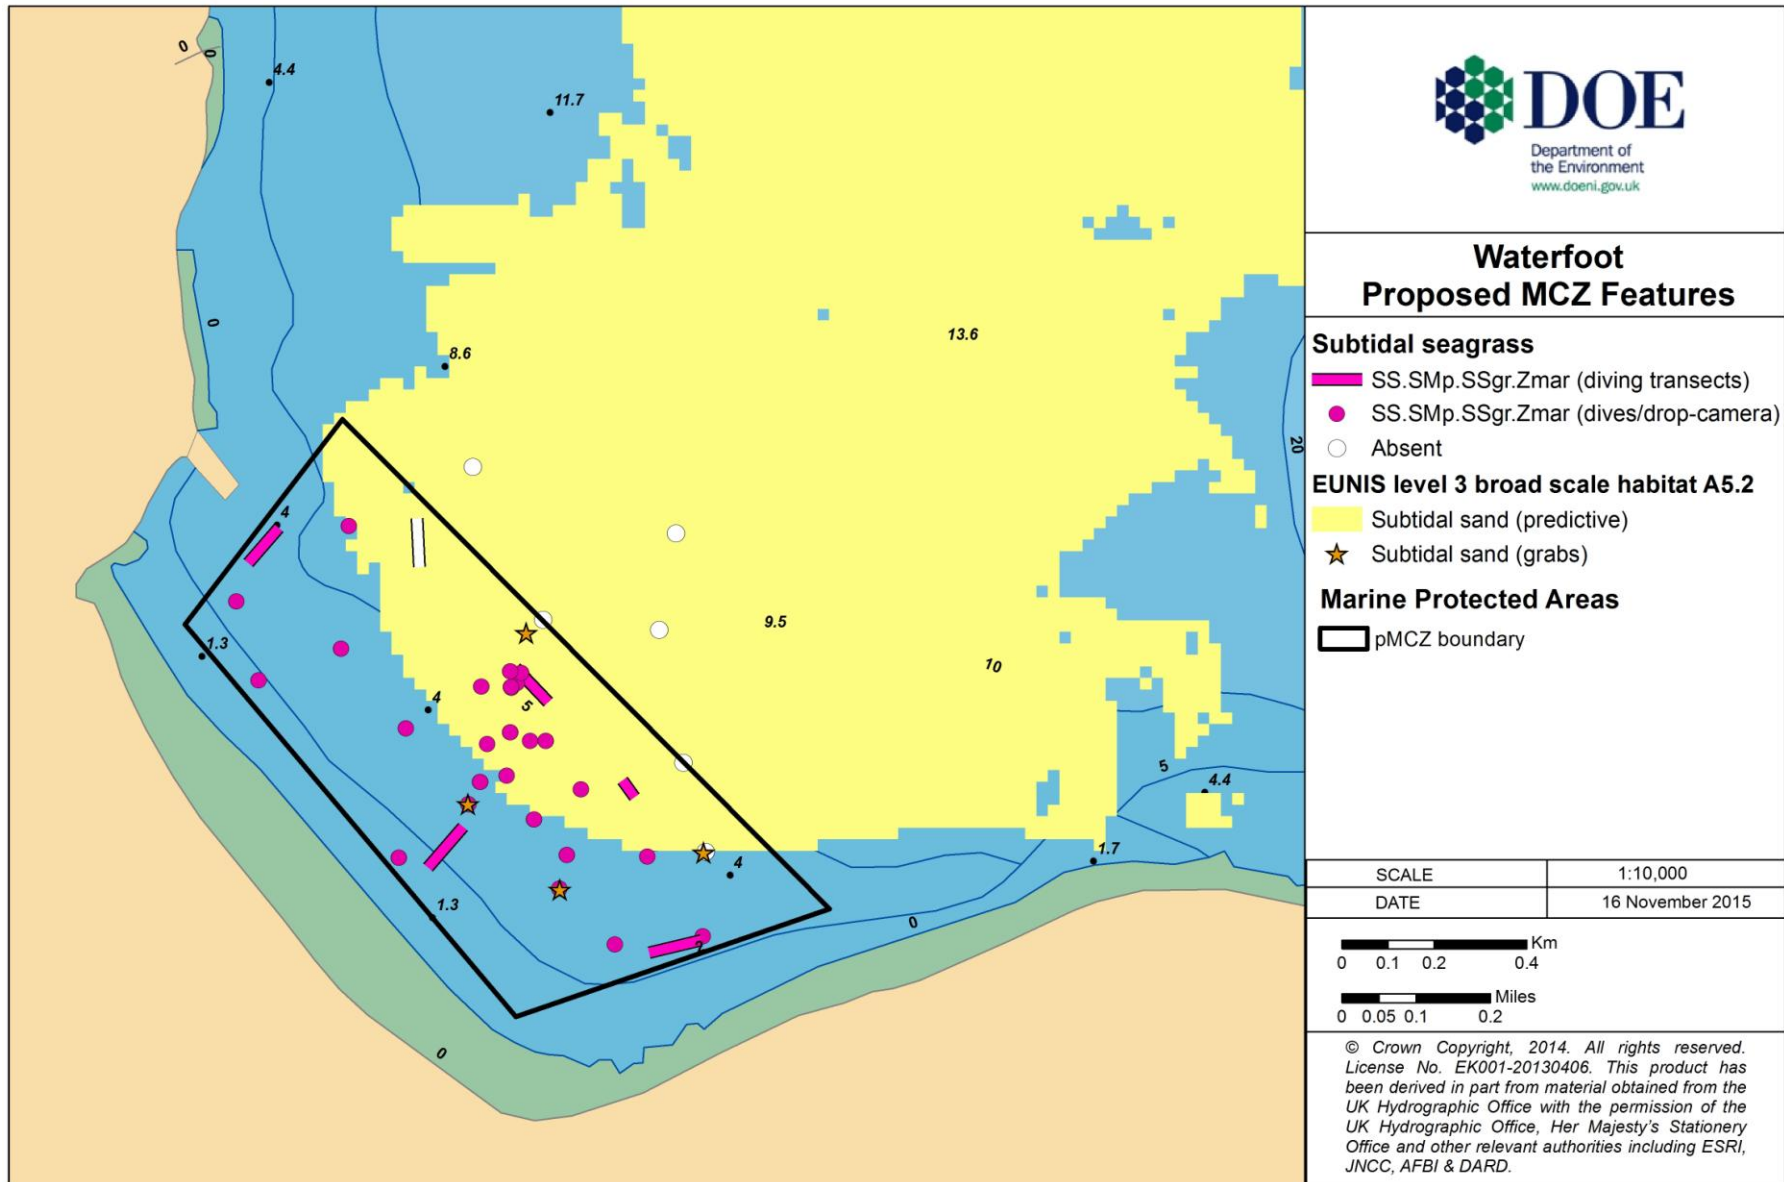 0
0
4.4
11.7
0
13.6
8.6
20
4
1.3
9.5
10
4
5
5
4.4
1.7
4
1.3
0
0
DOE
Department of
the Environment
www.doeni.gov.uk
Waterfoot
Proposed MCZ Features
Subtidal seagrass
SS.SMp.SSgr.Zmar (diving transects)
SS.SMp.SSgr.Zmar (dives/drop-camera)
Absent
EUNIS level 3 broad scale habitat A5.2
Subtidal sand (predictive)
Subtidal sand (grabs)
Marine Protected Areas
pMCZ boundary
SCALE 1:10,000
DATE 16 November 2015
Km
0 0.1 0.2 0.4
Miles
0 0.05 0.1 0.2
© Crown Copyright, 2014. All rights reserved.
License No. EK001-20130406. This product has
been derived in part from material obtained from the
UK Hydrographic Office with the permission of the
UK Hydrographic Office, Her Majesty's Stationery
Office and other relevant authorities including ESRI,
JNCC, AFBI & DARD.